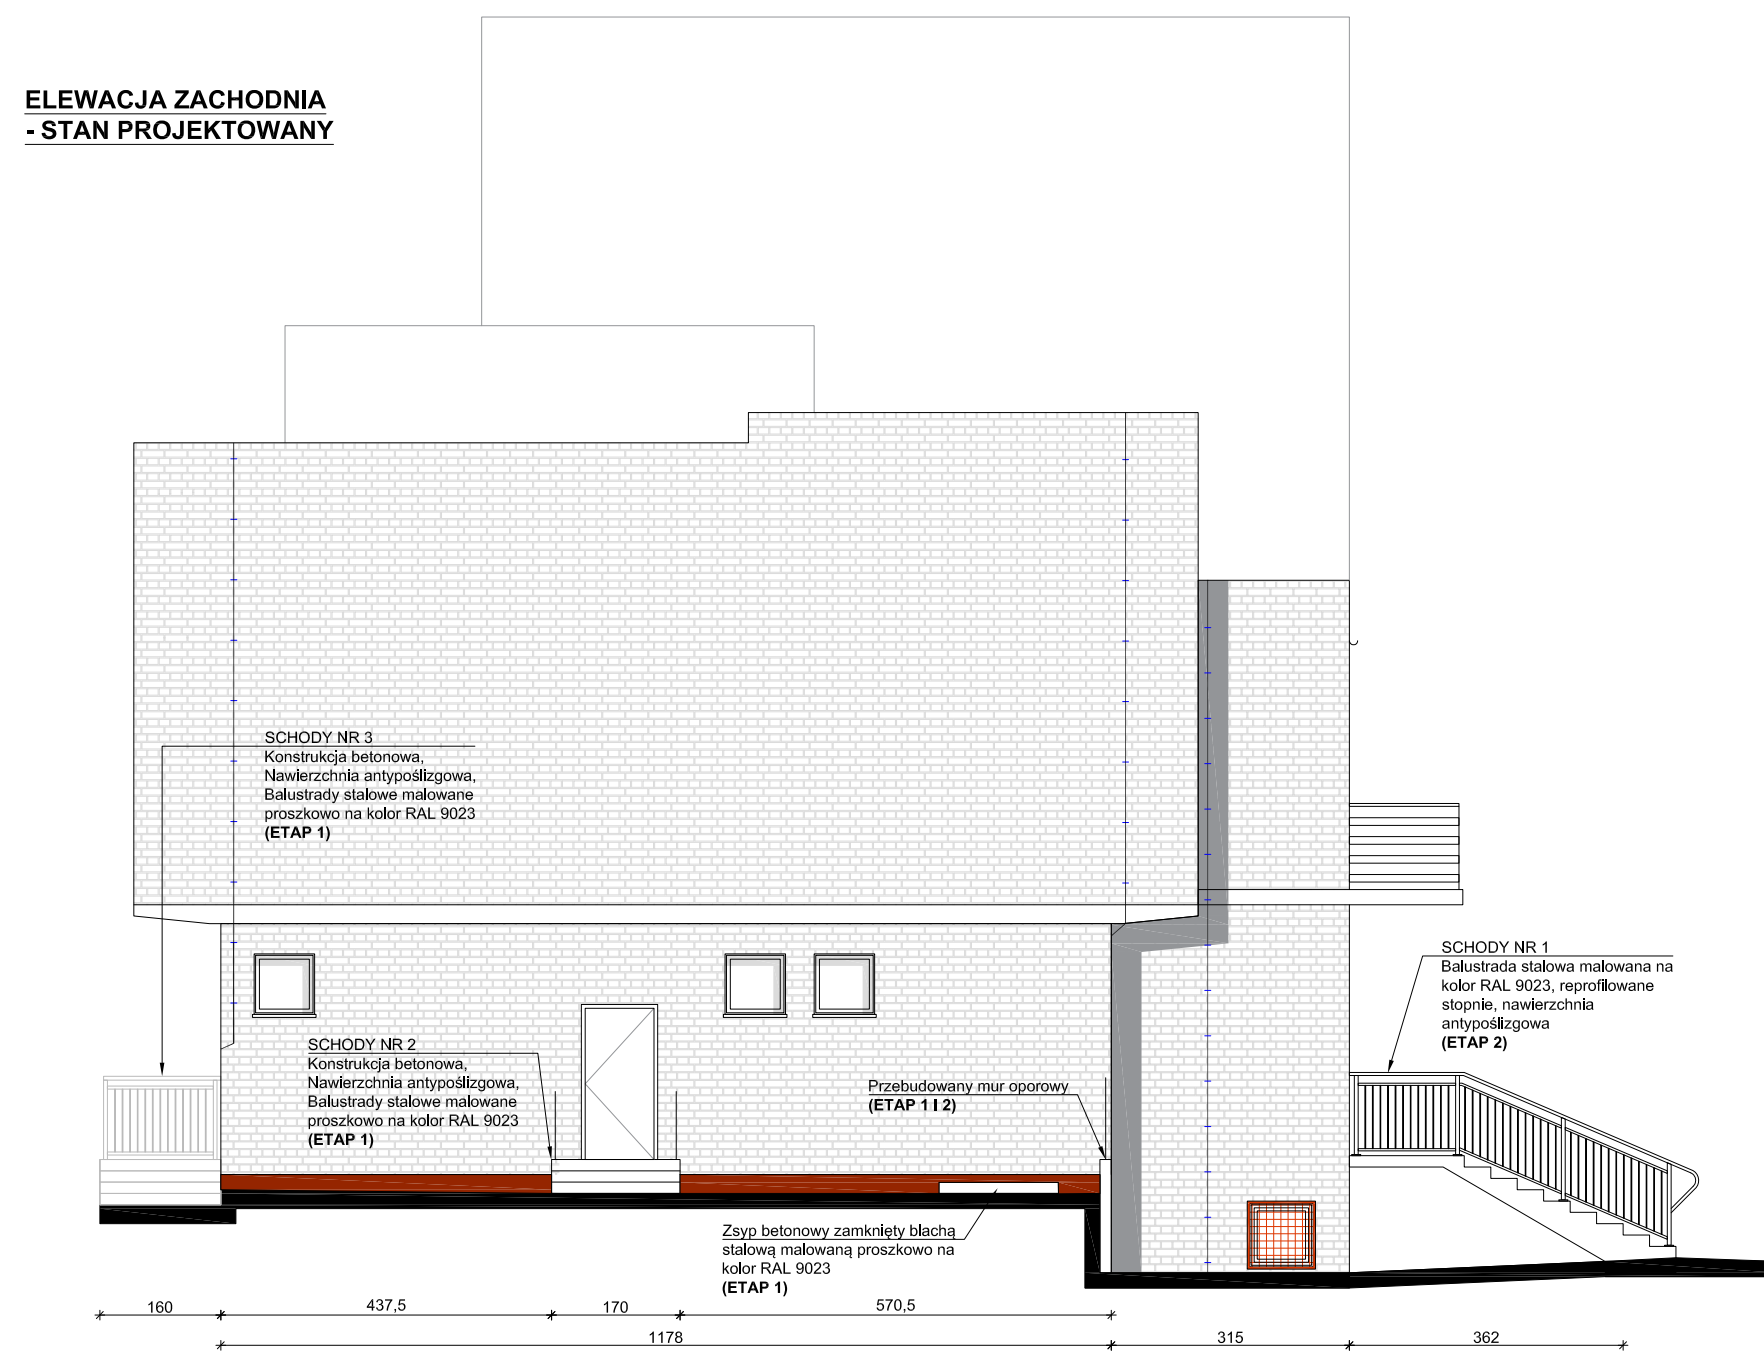 ELEWACJA ZACHODNIA
- STAN PROJEKTOWANY
SCHODY NR 3
Konstrukcja betonowa,
Nawierzchnia antypoślizgowa,
Balustrady stalowe malowane
proszkowo na kolor RAL 9023
(ETAP 1)
SCHODY NR 1
Balustrada stalowa malowana na
kolor RAL 9023, reprofilowane
stopnie, nawierzchnia
antypoślizgowa
(ETAP 2)
SCHODY NR 2
Konstrukcja betonowa,
Nawierzchnia antypoślizgowa,
Balustrady stalowe malowane
proszkowo na kolor RAL 9023
(ETAP 1)
Przebudowany mur oporowy
(ETAP 1 I 2)
Zsyp betonowy zamknięty blachą
stalową malowaną proszkowo na
kolor RAL 9023
(ETAP 1)
160 437,5 170 570,5
1178 315 362